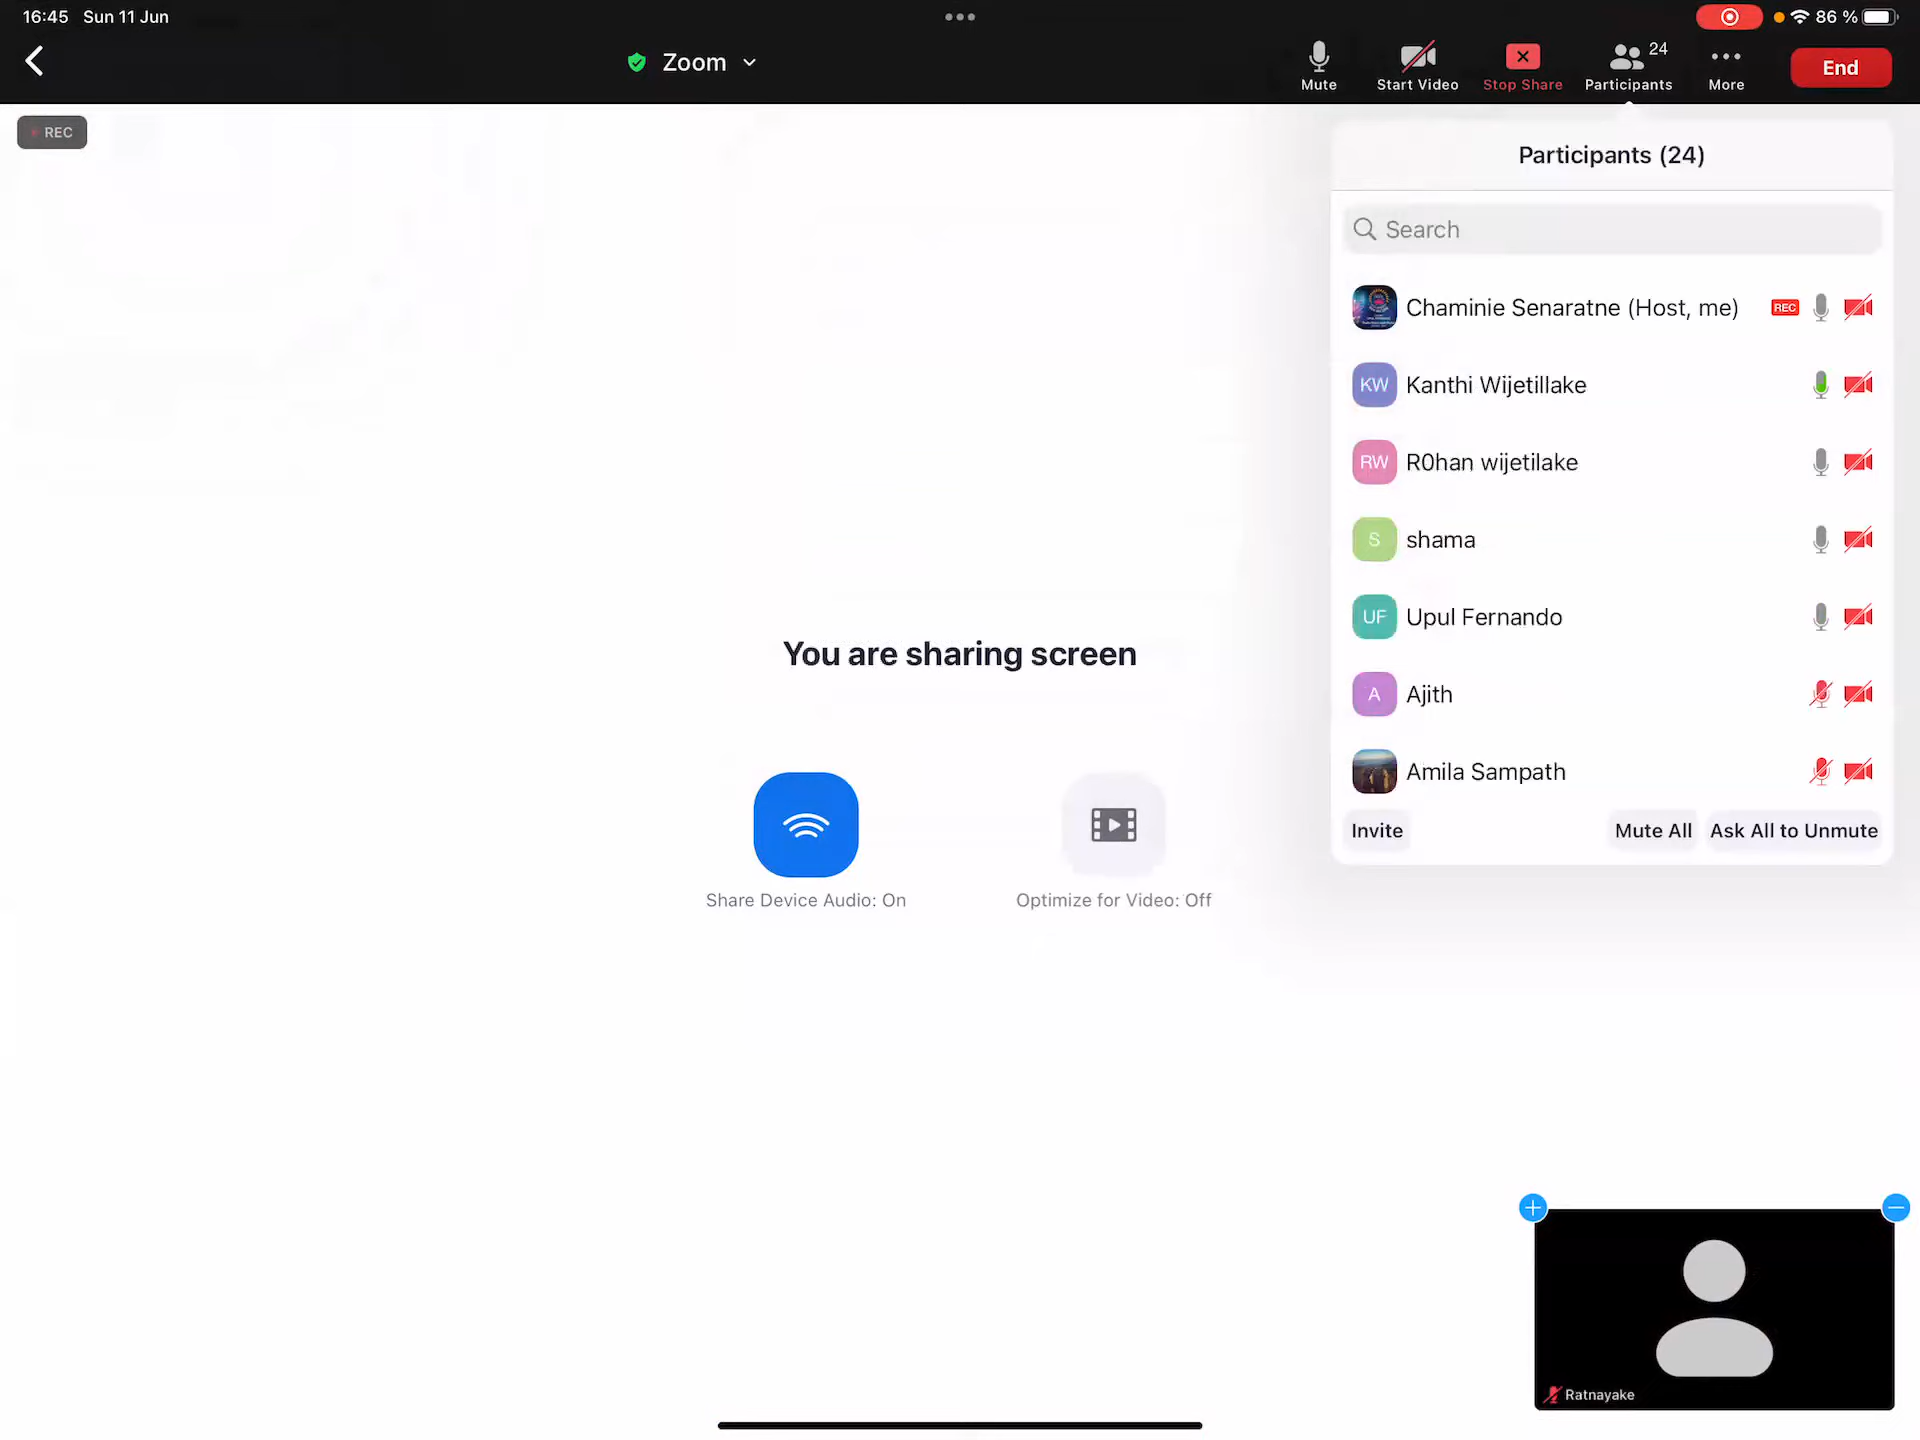 16:45 Sun 11 Jun
86 %
Zoom
Mute
Start Video
Stop Share
24
Participants
More
End
REC
Participants (24)
Search
Chaminie Senaratne (Host, me)
REC
KW
Kanthi Wijetillake
RW
R0han wijetilake
S
shama
UF
Upul Fernando
A
Ajith
Amila Sampath
Invite
Mute All
Ask All to Unmute
You are sharing screen
Share Device Audio: On
Optimize for Video: Off
Ratnayake